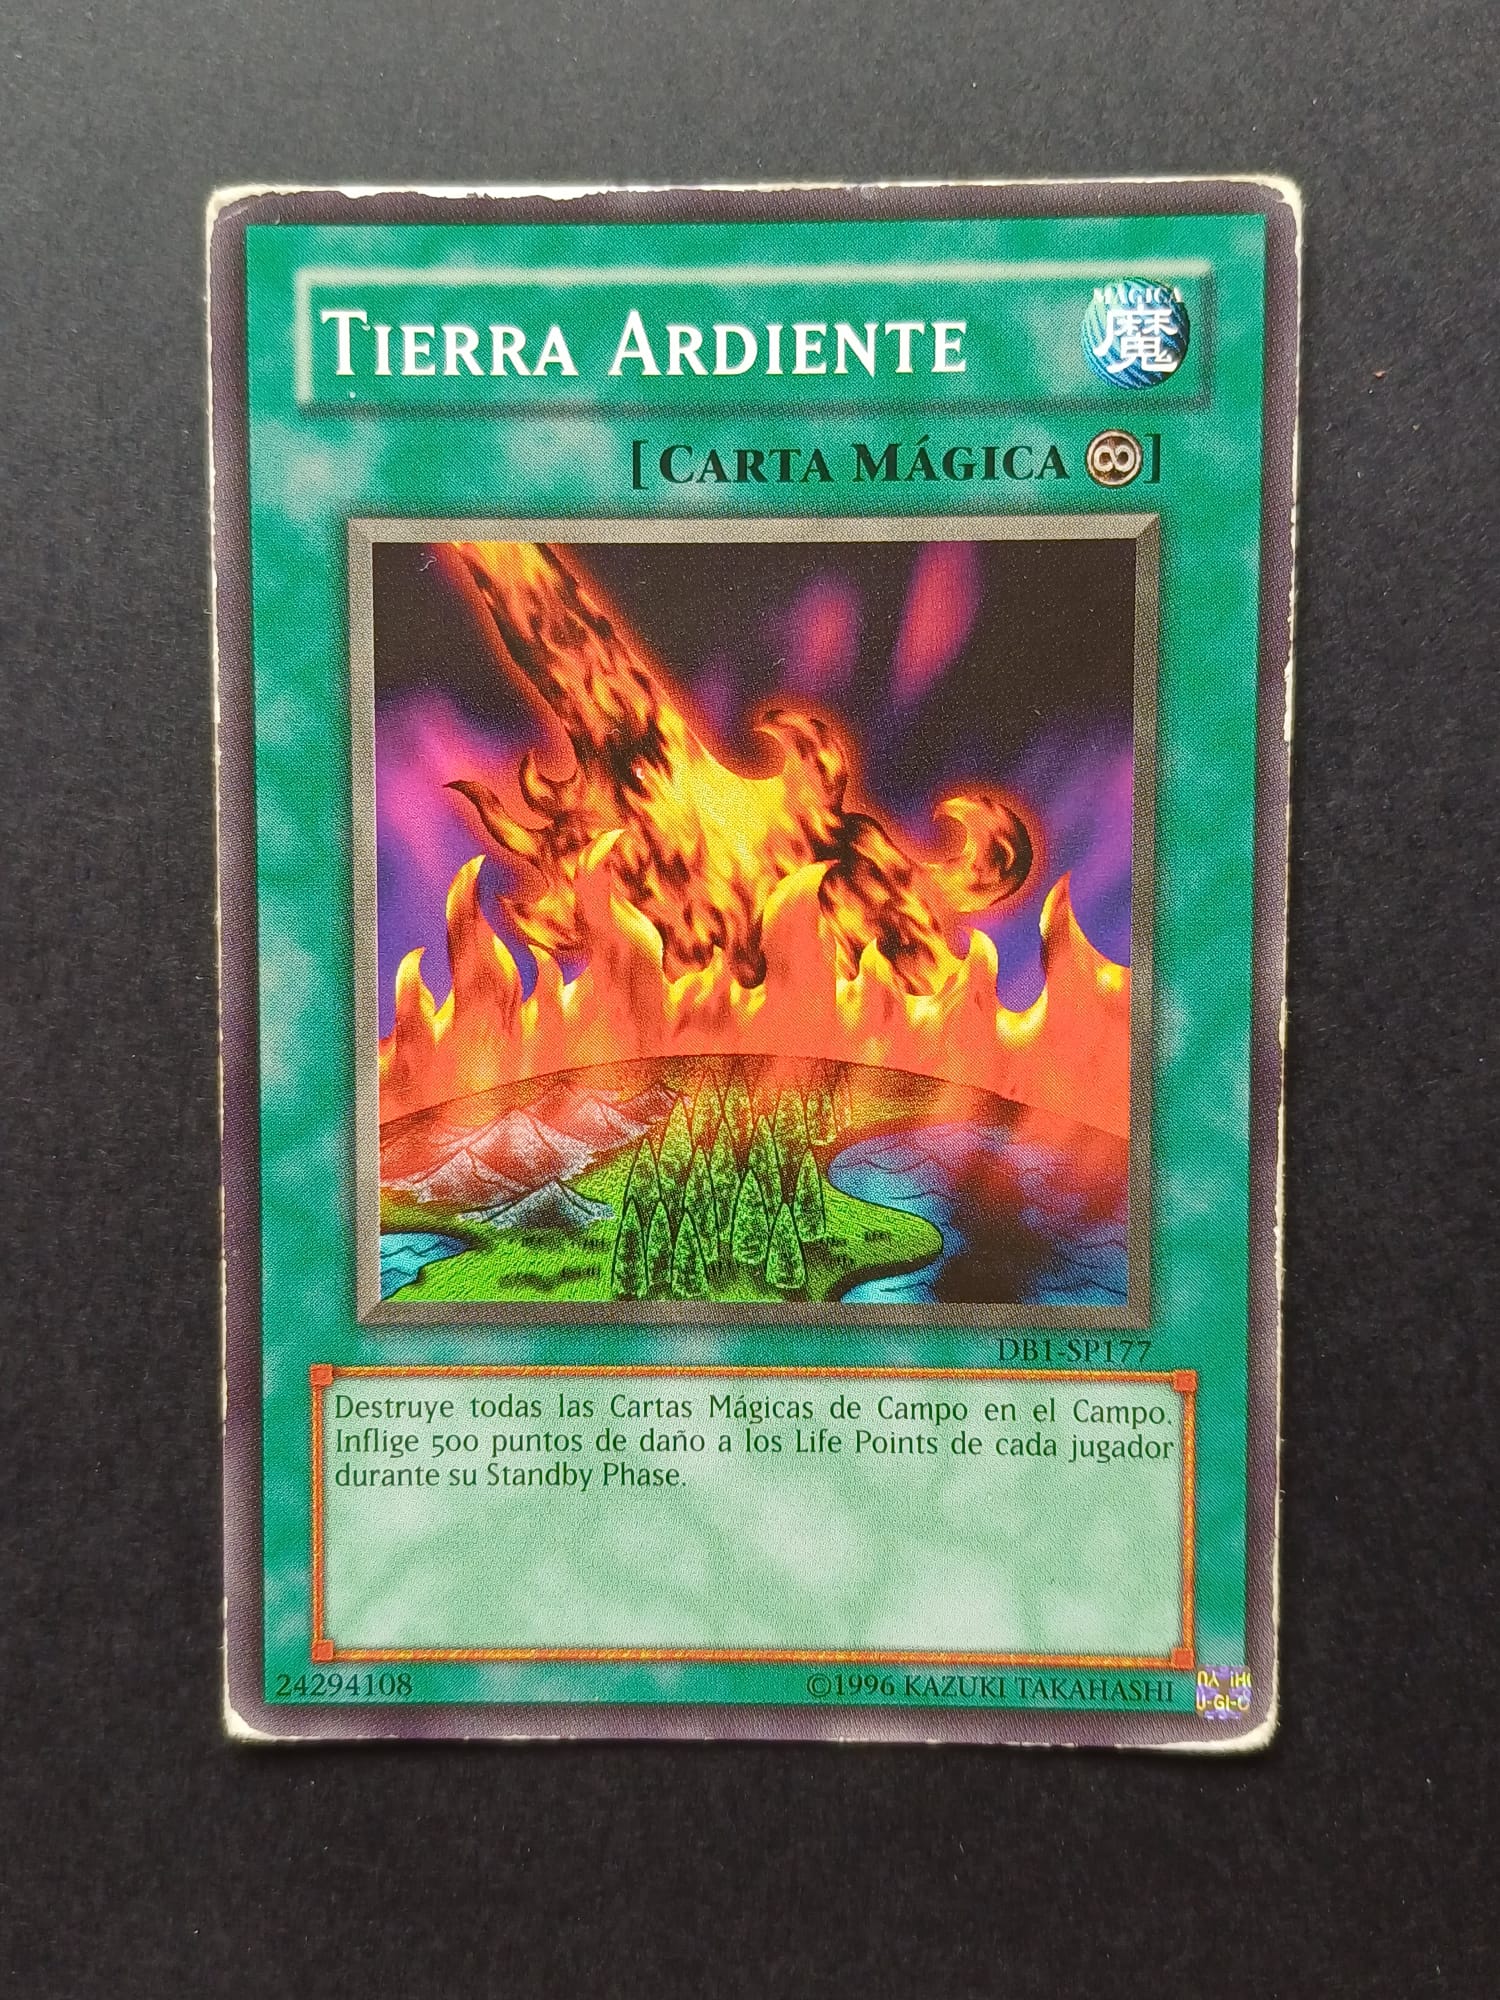 TIERRA ARDIENTE
MÁGICA
魔
[CARTA MÁGICA]
DB1-SP177
Destruye todas las Cartas Mágicas de Campo en el Campo.
Inflige 500 puntos de daño a los Life Points de cada jugador
durante su Standby Phase.
24294108
©1996 KAZUKI TAKAHASHI